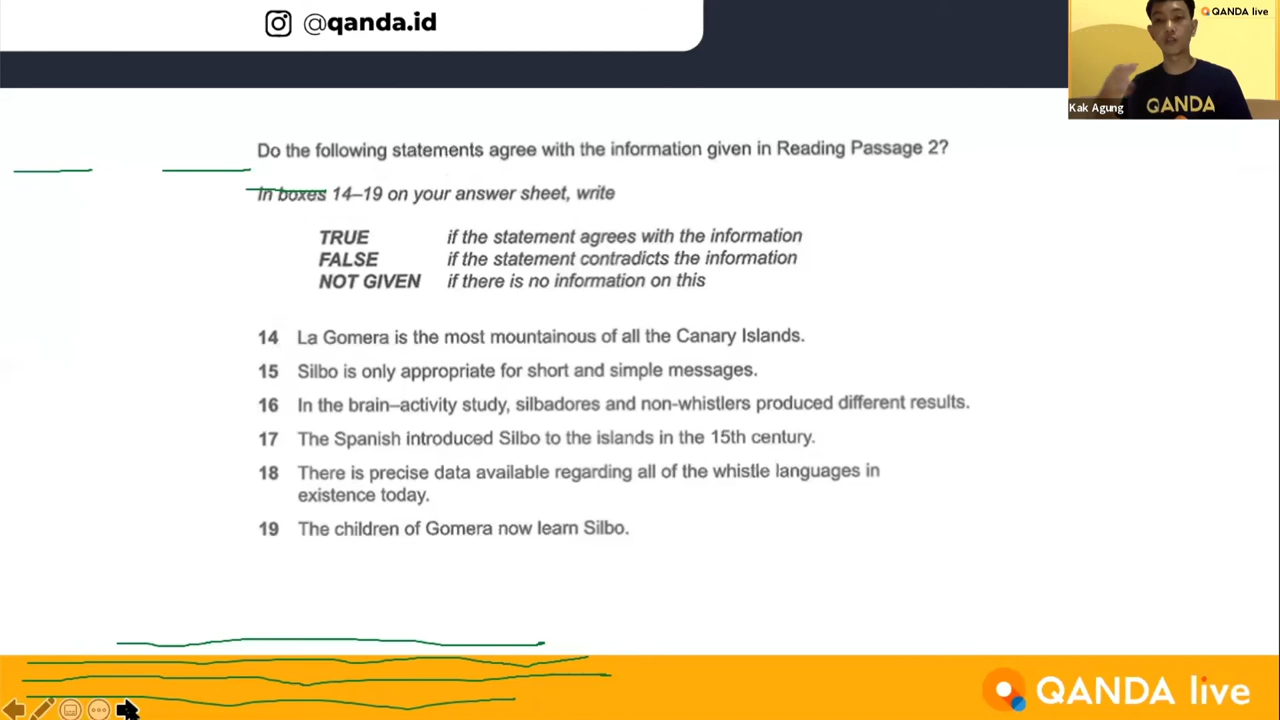 @qanda.id
QANDA live
QANDA
Kak Agung
Do the following statements agree with the information given in Reading Passage 2?
In boxes 14–19 on your answer sheet, write
TRUE if the statement agrees with the information
FALSE if the statement contradicts the information
NOT GIVEN if there is no information on this
14 La Gomera is the most mountainous of all the Canary Islands.
15 Silbo is only appropriate for short and simple messages.
16 In the brain–activity study, silbadores and non-whistlers produced different results.
17 The Spanish introduced Silbo to the islands in the 15th century.
18 There is precise data available regarding all of the whistle languages in
existence today.
19 The children of Gomera now learn Silbo.
QANDA live